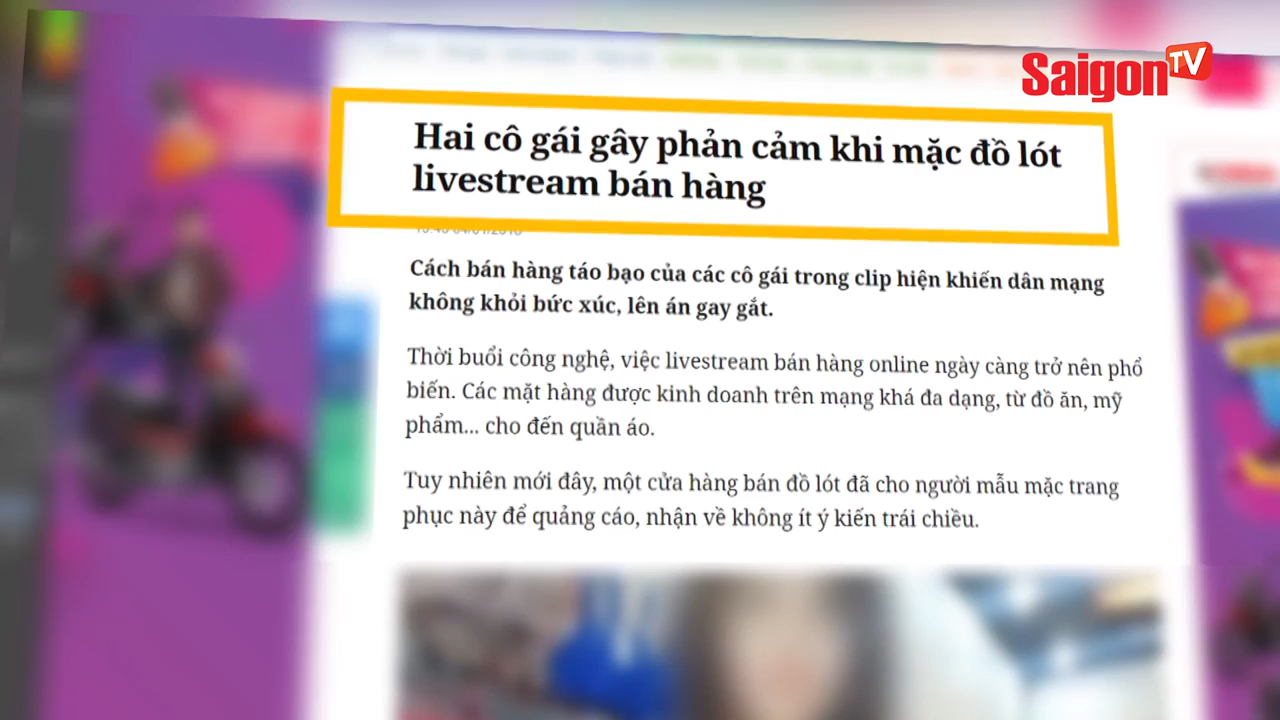 Saigon TV
Hai cô gái gây phản cảm khi mặc đồ lót
livestream bán hàng
Cách bán hàng táo bạo của các cô gái trong clip hiện khiến dân mạng
không khỏi bức xúc, lên án gay gắt.
Thời buổi công nghệ, việc livestream bán hàng online ngày càng trở nên phổ
biến. Các mặt hàng được kinh doanh trên mạng khá đa dạng, từ đồ ăn, mỹ
phẩm... cho đến quần áo.
Tuy nhiên mới đây, một cửa hàng bán đồ lót đã cho người mẫu mặc trang
phục này để quảng cáo, nhận về không ít ý kiến trái chiều.